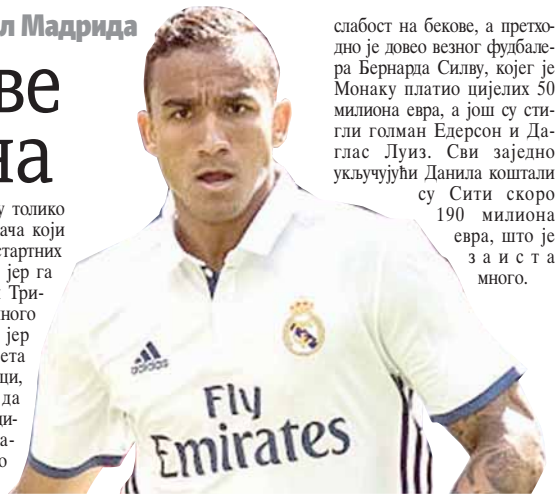 л Мадрида
ве
на
у толико
ача који
стартних
јер га
Три-
ного
јер
ета
ци,
да
ци-
а-
о
adidas
Fly
Emirates
слабост на бекове, а претхо-
дно је довео везног фудбале-
ра Бернарда Силву, којег је
Монаку платио цијелих 50
милиона евра, а још су сти-
гли голман Едерсон и Да-
глас Луиз. Сви заједно
укључујући Данила коштали
су Сити скоро
190 милиона
евра, што је
заиста
много.